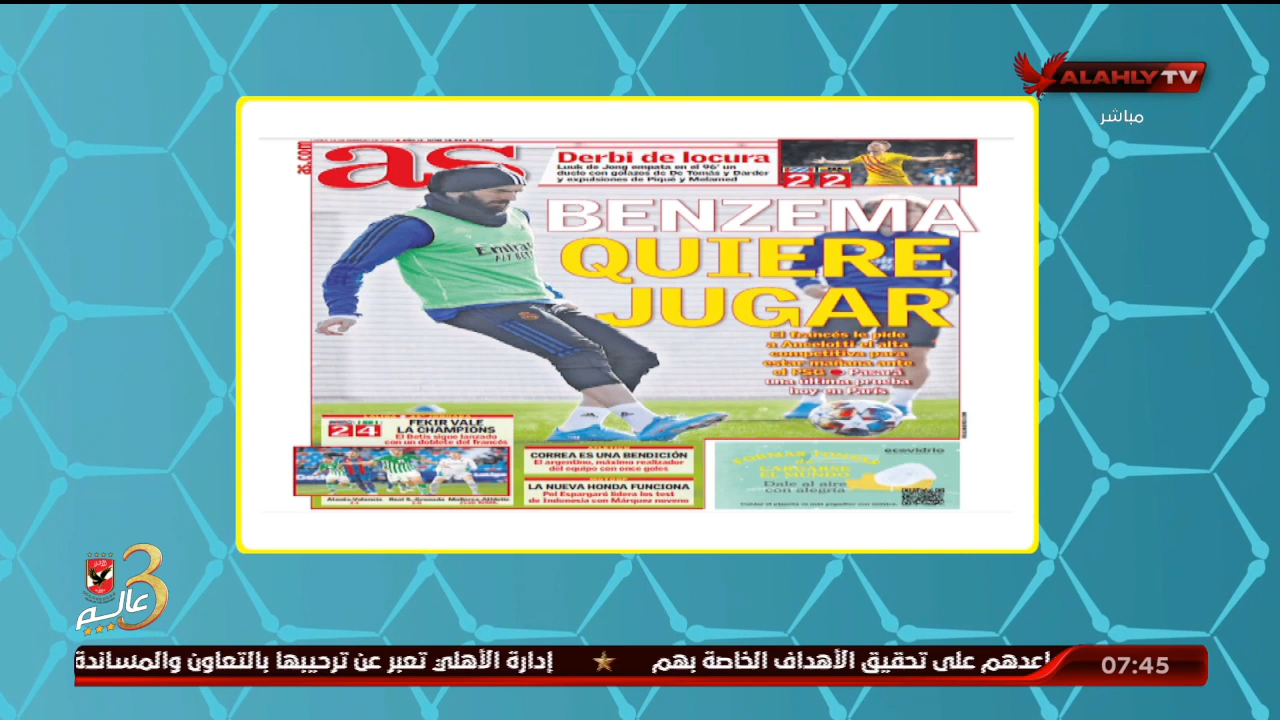 ALAHLY TV
مباشر
as.com
as
Derbi de locura
Luuk de Jong empata en el 96' un
duelo con golazos de De Tomás y Darder
y expulsiones de Piqué y Melamed
2 2
BENZEMA
QUIERE
JUGAR
El francés le pide
a Ancelotti el alta
competitiva para
estar mañana ante
el PSG ● Pasará
una última prueba
hoy en París
Emirates
2 4
FEKIR VALE
LA CHAMPIONS
El Betis sigue lanzado
con un doblete del francés
CORREA ES UNA BENDICIÓN
El argentino, máximo realizador
del equipo con once goles
LA NUEVA HONDA FUNCIONA
Pol Espargaró lidera los test
de Indonesia con Márquez noveno
ecovidrio
CARGARSE
EL MUNDO
Dale al aire
con alegría
3
عالم
اعدهم على تحقيق الأهداف الخاصة بهم
إدارة الأهلي تعبر عن ترحيبها بالتعاون والمساندة
07:45